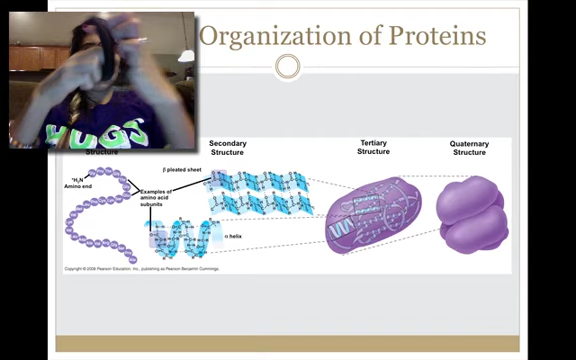 Organization of Proteins
HUGS
Structure
Secondary
Structure
Tertiary
Structure
Quaternary
Structure
β pleated sheet
⁺H₃N
Amino end
Examples of
amino acid
subunits
α helix
Copyright © 2008 Pearson Education, Inc., publishing as Pearson Benjamin Cummings.